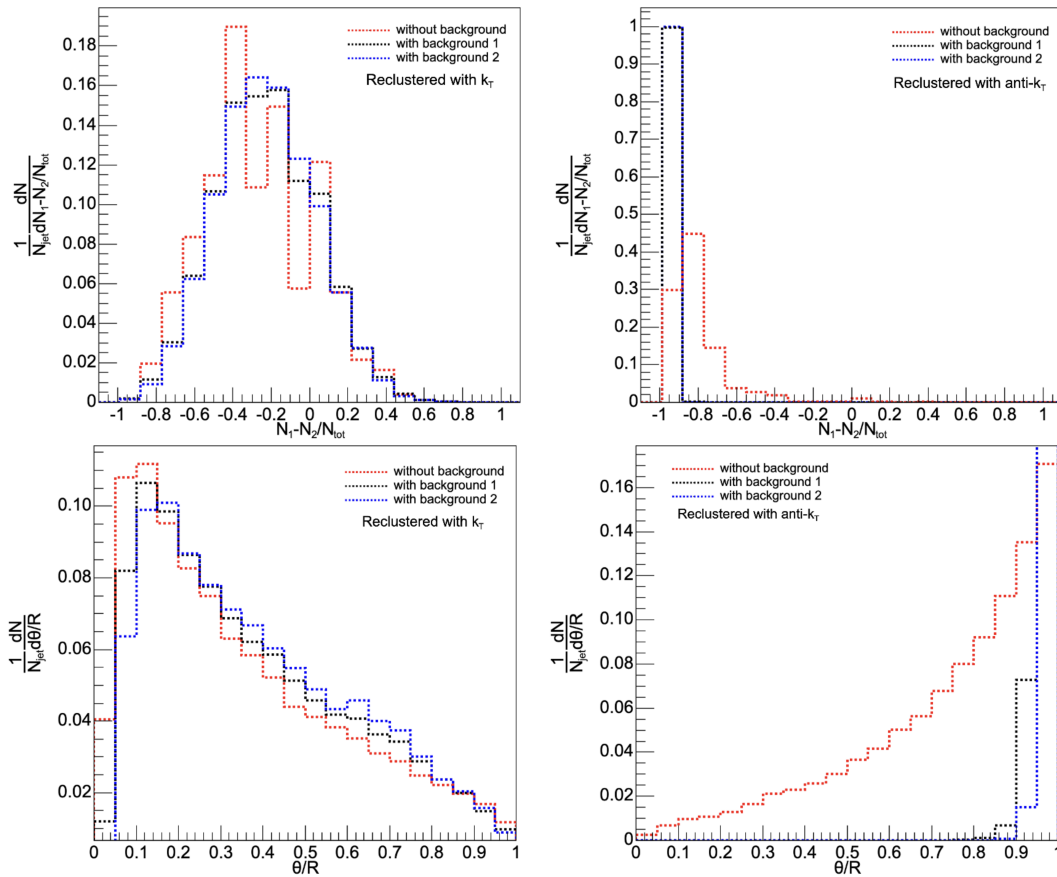 0.18
0.16
0.14
0.12
0.10
0.08
0.06
0.04
0.02
0
1 dN
N_jet dN₁-N₂/N_tot
without background
with background 1
with background 2
Reclustered with k_T
-1 -0.8 -0.6 -0.4 -0.2 0 0.2 0.4 0.6 0.8 1
N₁-N₂/N_tot
1
0.9
0.8
0.7
0.6
0.5
0.4
0.3
0.2
0.1
0
1 dN
N_jet dN₁-N₂/N_tot
without background
with background 1
with background 2
Reclustered with anti-k_T
-1 -0.8 -0.6 -0.4 -0.2 0 0.2 0.4 0.6 0.8 1
N₁-N₂/N_tot
0.10
0.08
0.06
0.04
0.02
1 dN
N_jet dθ/R
without background
with background 1
with background 2
Reclustered with k_T
0 0.1 0.2 0.3 0.4 0.5 0.6 0.7 0.8 0.9 1
θ/R
0.16
0.14
0.12
0.10
0.08
0.06
0.04
0.02
0
1 dN
N_jet dθ/R
without background
with background 1
with background 2
Reclustered with anti-k_T
0.1 0.2 0.3 0.4 0.5 0.6 0.7 0.8 0.9 1
θ/R